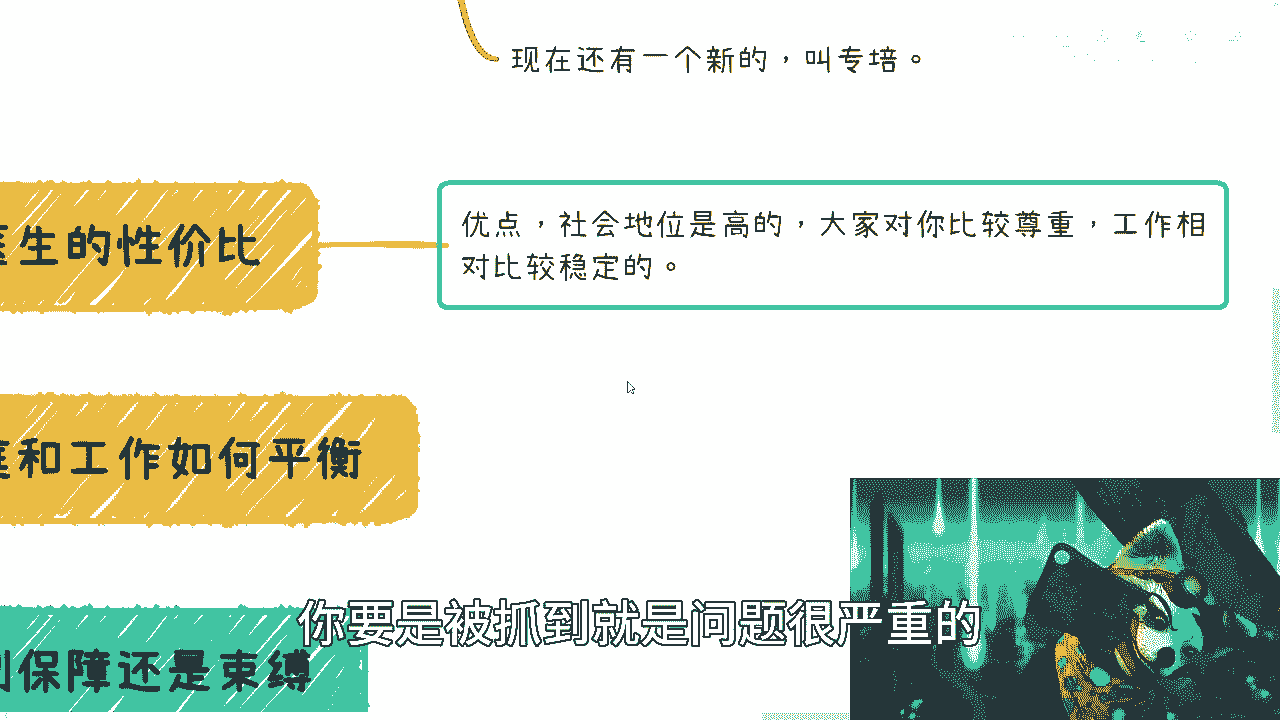 现在还有一个新的，叫专培。
医生的性价比
优点，社会地位是高的，大家对你比较尊重，工作相
对比较稳定的。
和工作如何平衡
你要是被抓到就是问题很严重的
保障还是束缚